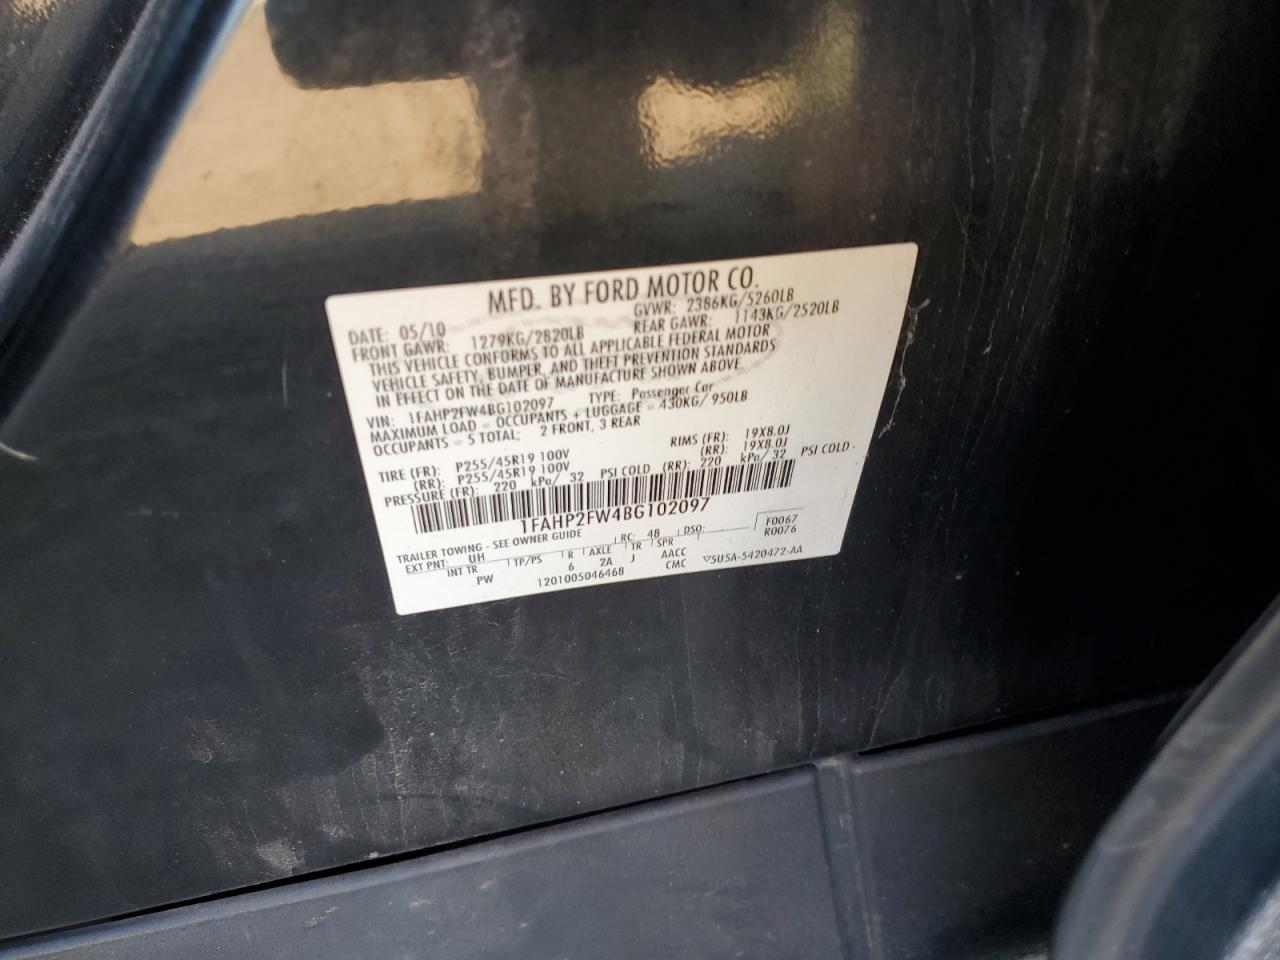 MFD. BY FORD MOTOR CO.
DATE: 05/10 GVWR: 2386KG/5260LB
FRONT GAWR: 1279KG/2820LB REAR GAWR: 1143KG/2520LB
THIS VEHICLE CONFORMS TO ALL APPLICABLE FEDERAL MOTOR
VEHICLE SAFETY, BUMPER, AND THEFT PREVENTION STANDARDS
IN EFFECT ON THE DATE OF MANUFACTURE SHOWN ABOVE.
VIN: 1FAHP2FW4BG102097 TYPE: Passenger Car
MAXIMUM LOAD = OCCUPANTS + LUGGAGE = 430KG/ 950LB
OCCUPANTS = 5 TOTAL; 2 FRONT, 3 REAR
TIRE (FR): P255/45R19 100V RIMS (FR): 19X8.0J
(RR): P255/45R19 100V (RR): 19X8.0J
PRESSURE (FR): 220 kPa/ 32 PSI COLD (RR): 220 kPa/ 32 PSI COLD
1FAHP2FW4BG102097
TRAILER TOWING - SEE OWNER GUIDE RC: 48 DSO: F0067
EXT PNT: UH R0076
INT TR TP/PS R AXLE TR SPR
PW 6 2A J AACC
CMC
1201005046468 ▽5U5A-5420472-AA